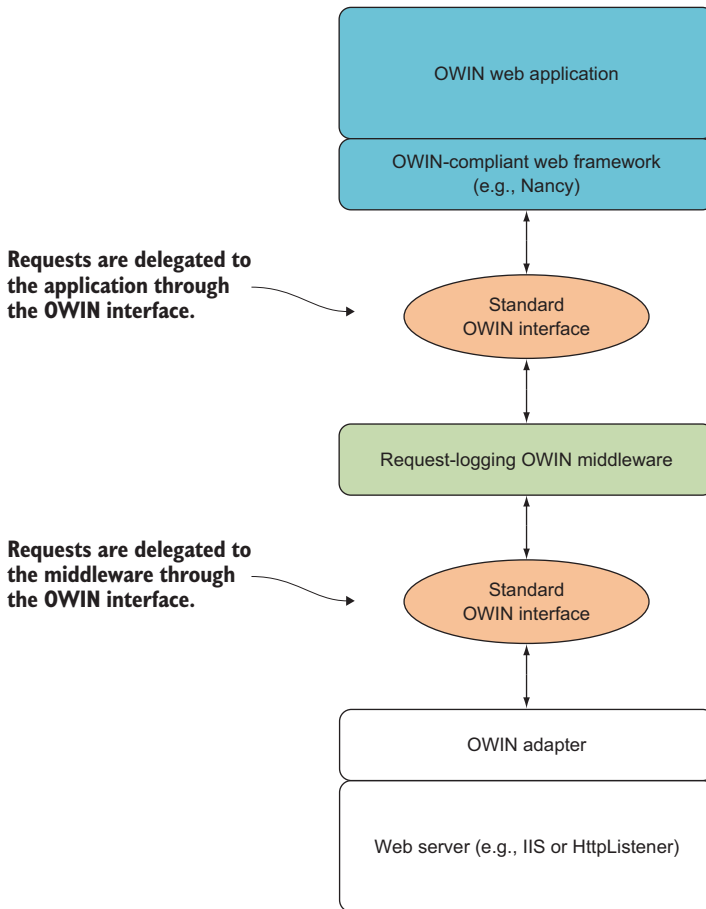 OWIN web application
OWIN-compliant web framework
(e.g., Nancy)
Requests are delegated to
the application through
the OWIN interface.
Standard
OWIN interface
Request-logging OWIN middleware
Requests are delegated to
the middleware through
the OWIN interface.
Standard
OWIN interface
OWIN adapter
Web server (e.g., IIS or HttpListener)